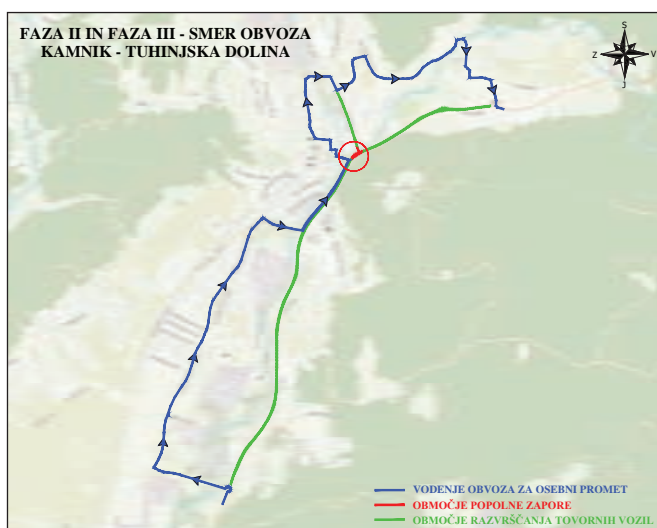 FAZA II IN FAZA III - SMER OBVOZA
KAMNIK - TUHINJSKA DOLINA
S
Z
V
J
VODENJE OBVOZA ZA OSEBNI PROMET
OBMOČJE POPOLNE ZAPORE
OBMOČJE RAZVRŠČANJA TOVORNIH VOZIL